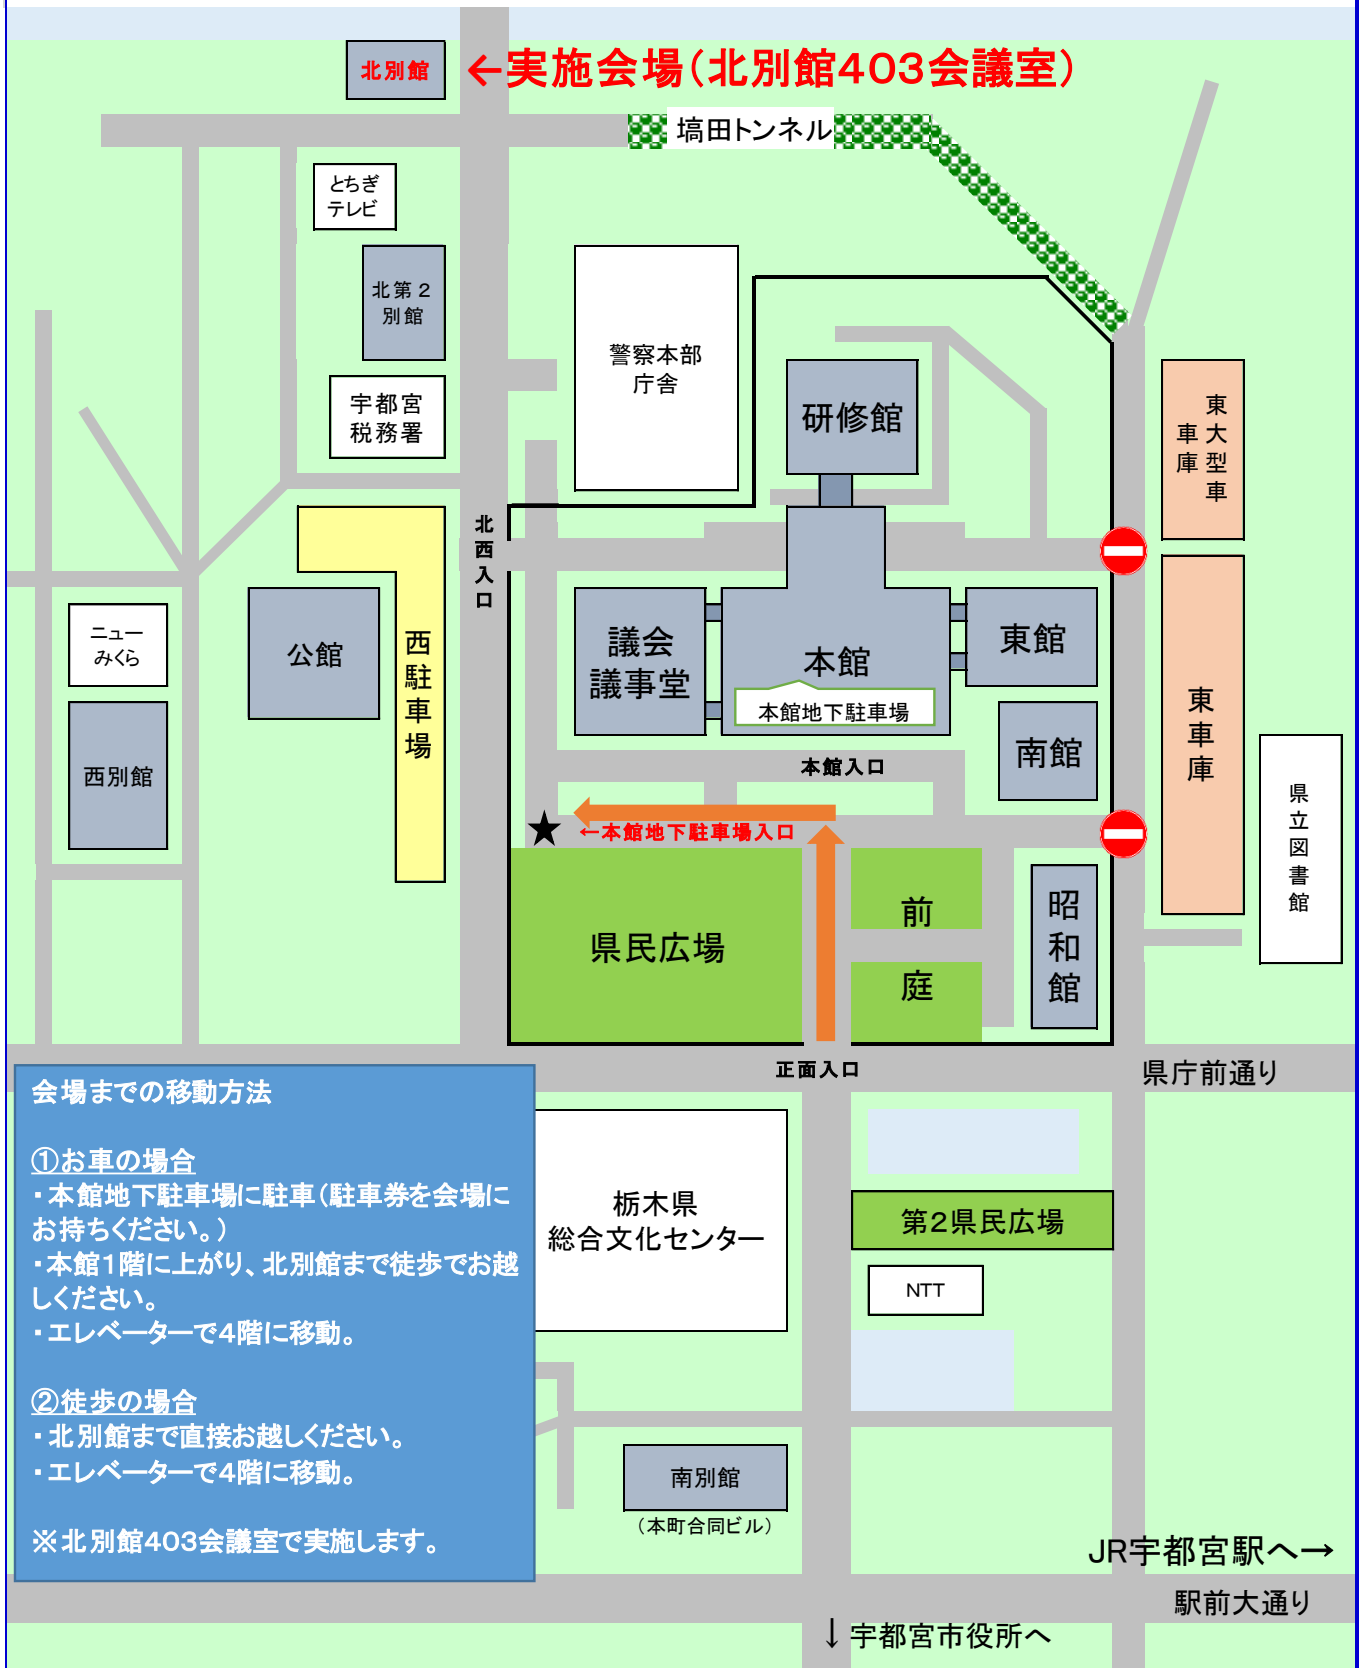 北別館
←実施会場（北別館403会議室）
塙田トンネル
とちぎ
テレビ
北第２
別館
警察本部
庁舎
宇都宮
税務署
研修館
東大型車
車庫
北西入口
ニュー
みくら
公館
西駐車場
議会
議事堂
本館
東館
本館地下駐車場
南館
東車庫
西別館
本館入口
県立図書館
★
←本館地下駐車場入口
県民広場
前庭
昭和館
正面入口
県庁前通り
会場までの移動方法
①お車の場合
・本館地下駐車場に駐車（駐車券を会場に
お持ちください。）
・本館１階に上がり、北別館まで徒歩でお越
しください。
・エレベーターで４階に移動。
②徒歩の場合
・北別館まで直接お越しください。
・エレベーターで４階に移動。
※北別館403会議室で実施します。
栃木県
総合文化センター
第２県民広場
NTT
南別館
（本町合同ビル）
JR宇都宮駅へ→
駅前大通り
↓宇都宮市役所へ